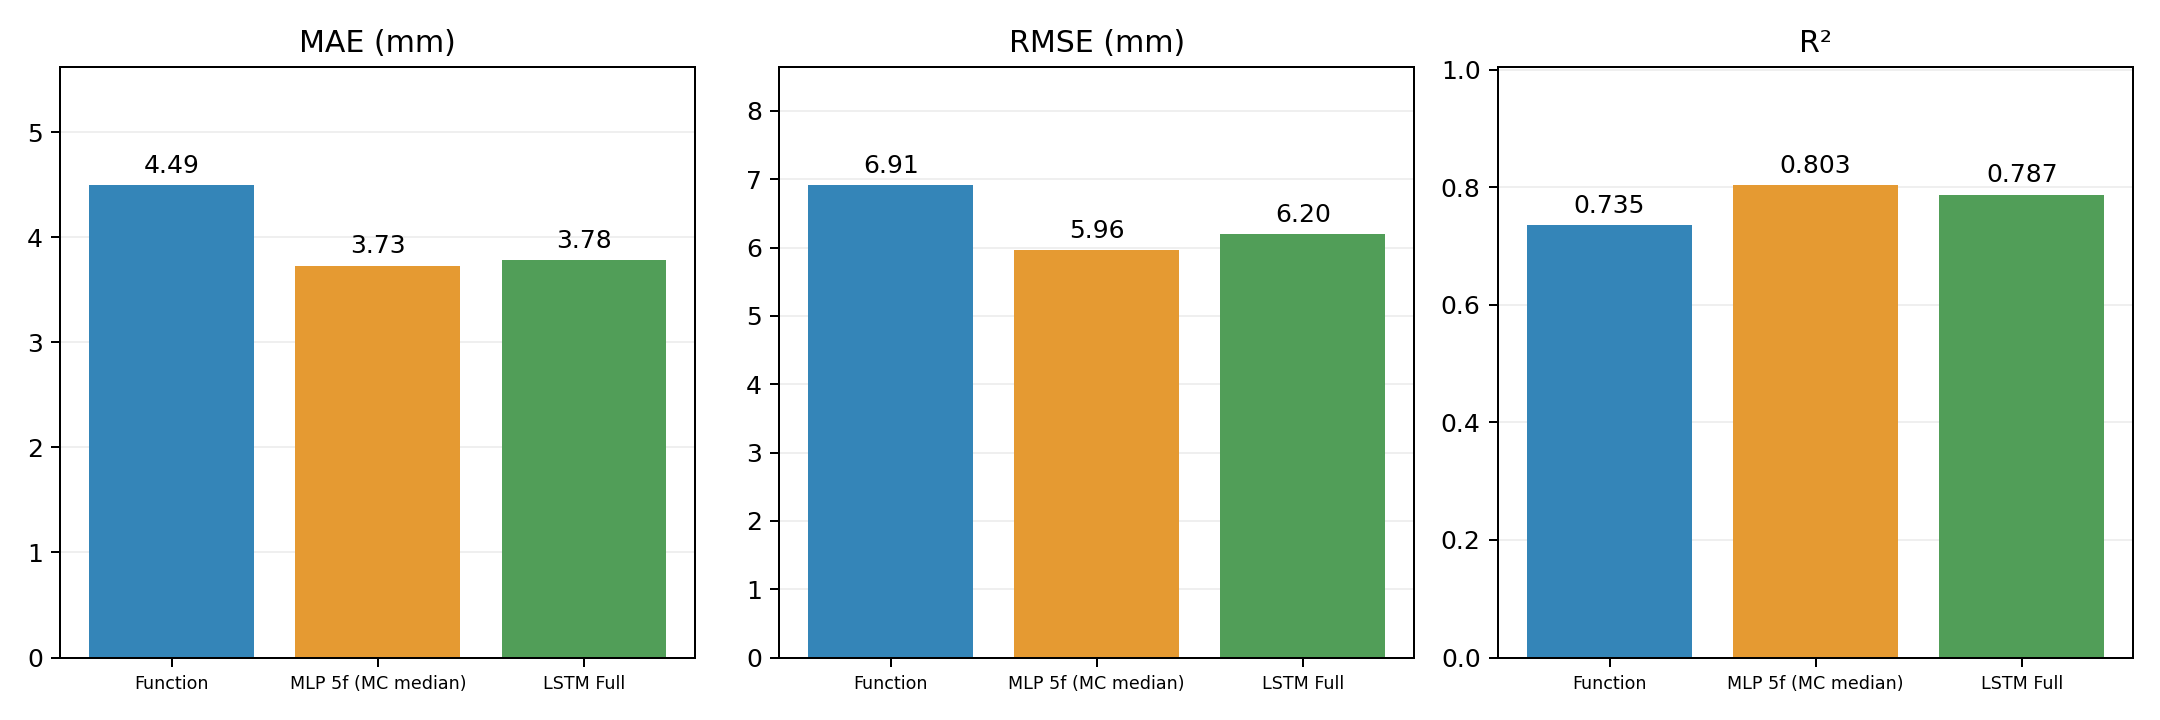 MAE (mm)
5
4
3
2
1
0
4.49
3.73
3.78
Function
MLP 5f (MC median)
LSTM Full
RMSE (mm)
8
7
6
5
4
3
2
1
0
6.91
5.96
6.20
Function
MLP 5f (MC median)
LSTM Full
R²
1.0
0.8
0.6
0.4
0.2
0.0
0.735
0.803
0.787
Function
MLP 5f (MC median)
LSTM Full